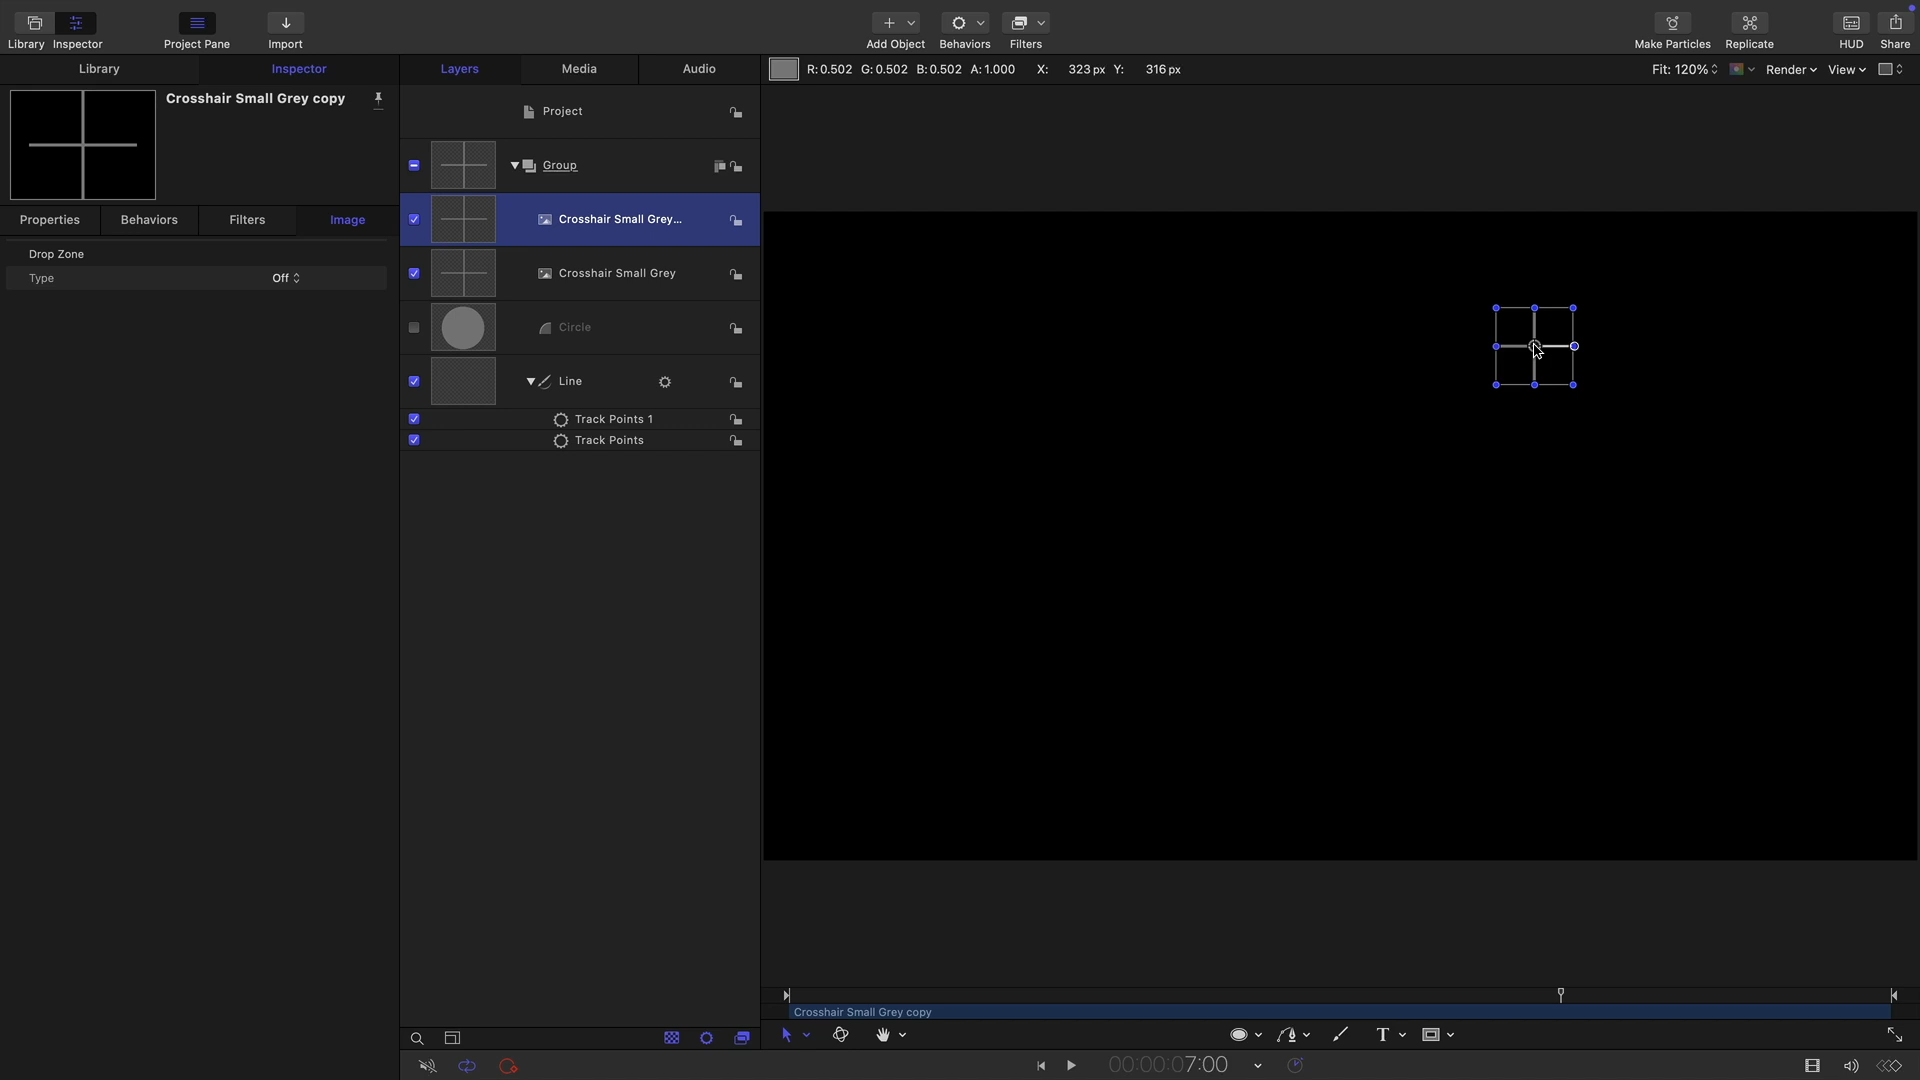 Library Inspector
Project Pane
Import
Add Object
Behaviors
Filters
Make Particles
Replicate
HUD
Share
Library
Inspector
Layers
Media
Audio
R:0.502 G:0.502 B:0.502 A:1.000 X: 323 px Y: 316 px
Fit: 120%
Render
View
Crosshair Small Grey copy
Properties
Behaviors
Filters
Image
Drop Zone
Type
Off
Project
Group
Crosshair Small Grey...
Crosshair Small Grey
Circle
Line
Track Points 1
Track Points
Crosshair Small Grey copy
T
00:00:07:00